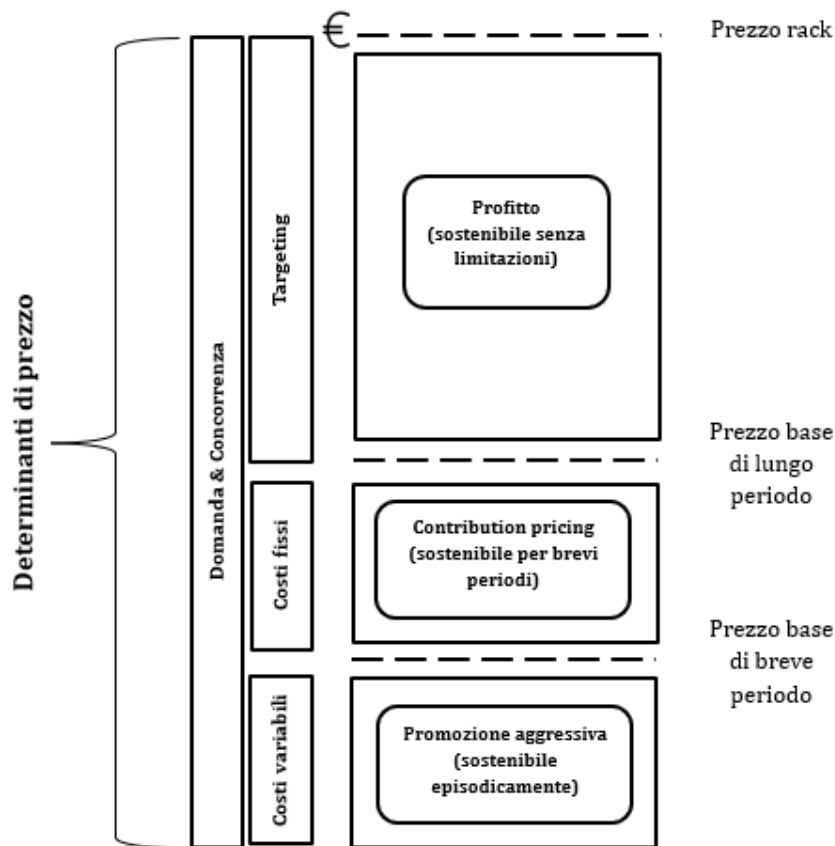 €
Prezzo rack
Determinanti di prezzo
Domanda & Concorrenza
Targeting
Profitto
(sostenibile senza
limitazioni)
Prezzo base
di lungo
periodo
Costi fissi
Contribution pricing
(sostenibile per brevi
periodi)
Prezzo base
di breve
periodo
Costi variabili
Promozione aggressiva
(sostenibile
episodicamente)